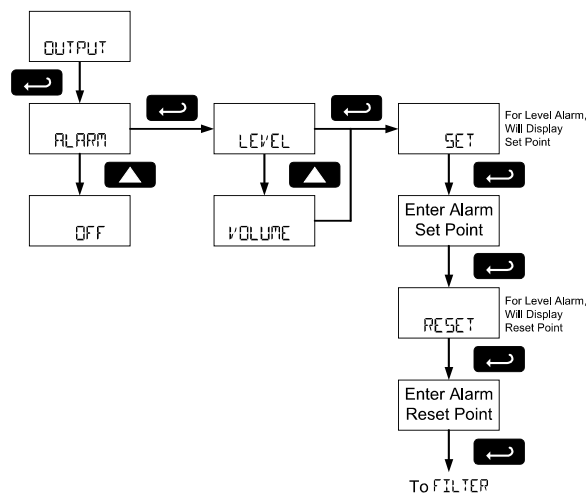 OUTPUT
ALARM
LEVEL
SET
For Level Alarm,
Will Display
Set Point
OFF
VOLUME
Enter Alarm
Set Point
RESET
For Level Alarm,
Will Display
Reset Point
Enter Alarm
Reset Point
To FILTER